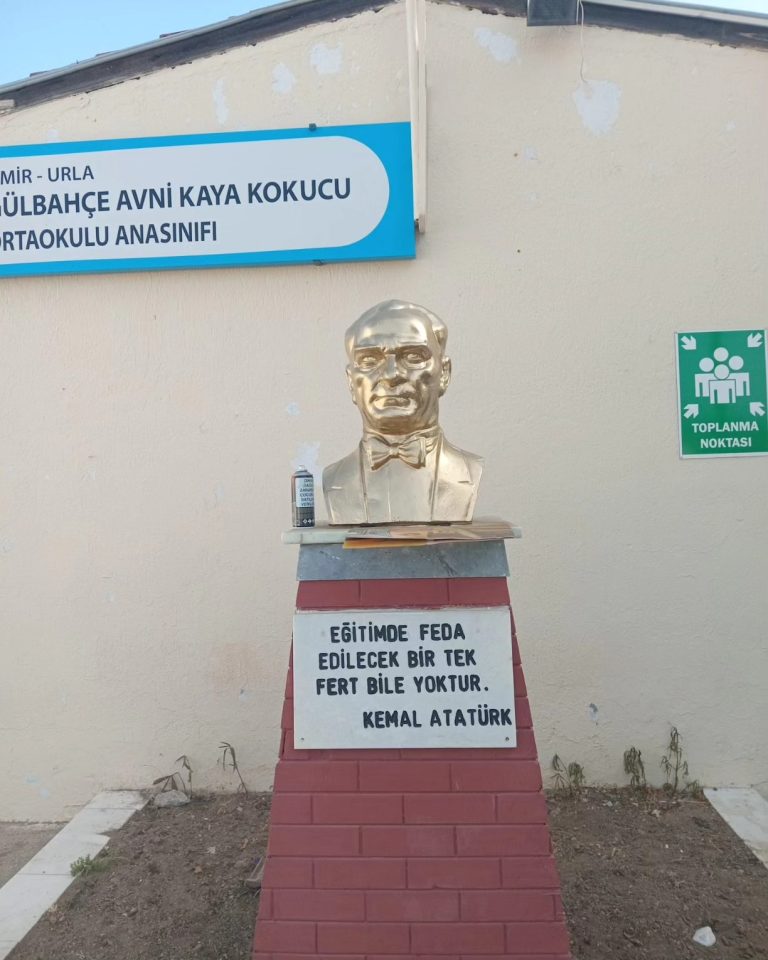 MİR - URLA
GÜLBAHÇE AVNİ KAYA KOKUCU
ORTAOKULU ANASINIFI
TOPLANMA
NOKTASI
EĞİTİMDE FEDA
EDİLECEK BİR TEK
FERT BİLE YOKTUR.
KEMAL ATATÜRK